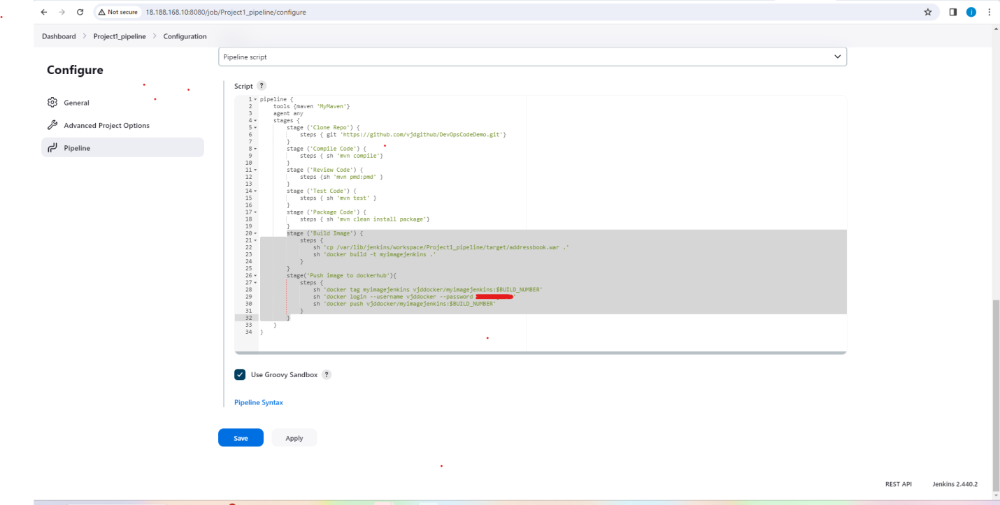 Not secure 18.188.168.10:8080/job/Project1_pipeline/configure
Dashboard > Project1_pipeline > Configuration
Configure
General
Advanced Project Options
Pipeline
Pipeline script
Script ?
1 pipeline {
2 tools {maven 'MyMaven'}
3 agent any
4 stages {
5 stage ('Clone Repo') {
6 steps { git 'https://github.com/vjdgithub/DevOpsCodeDemo.git'}
7 }
8 stage ('Compile Code') {
9 steps { sh 'mvn compile'}
10 }
11 stage ('Review Code') {
12 steps {sh 'mvn pmd:pmd' }
13 }
14 stage ('Test Code') {
15 steps { sh 'mvn test' }
16 }
17 stage ('Package Code') {
18 steps { sh 'mvn clean install package'}
19 }
20 stage ('Build Image') {
21 steps {
22 sh 'cp /var/lib/jenkins/workspace/Project1_pipeline/target/addressbook.war .'
23 sh 'docker build -t myimagejenkins .'
24 }
25 }
26 stage('Push image to dockerhub'){
27 steps {
28 sh 'docker tag myimagejenkins vjddocker/myimagejenkins:$BUILD_NUMBER'
29 sh 'docker login --username vjddocker --password '
30 sh 'docker push vjddocker/myimagejenkins:$BUILD_NUMBER'
31 }
32 }
33 }
34 }
Use Groovy Sandbox ?
Pipeline Syntax
Save Apply
REST API Jenkins 2.440.2